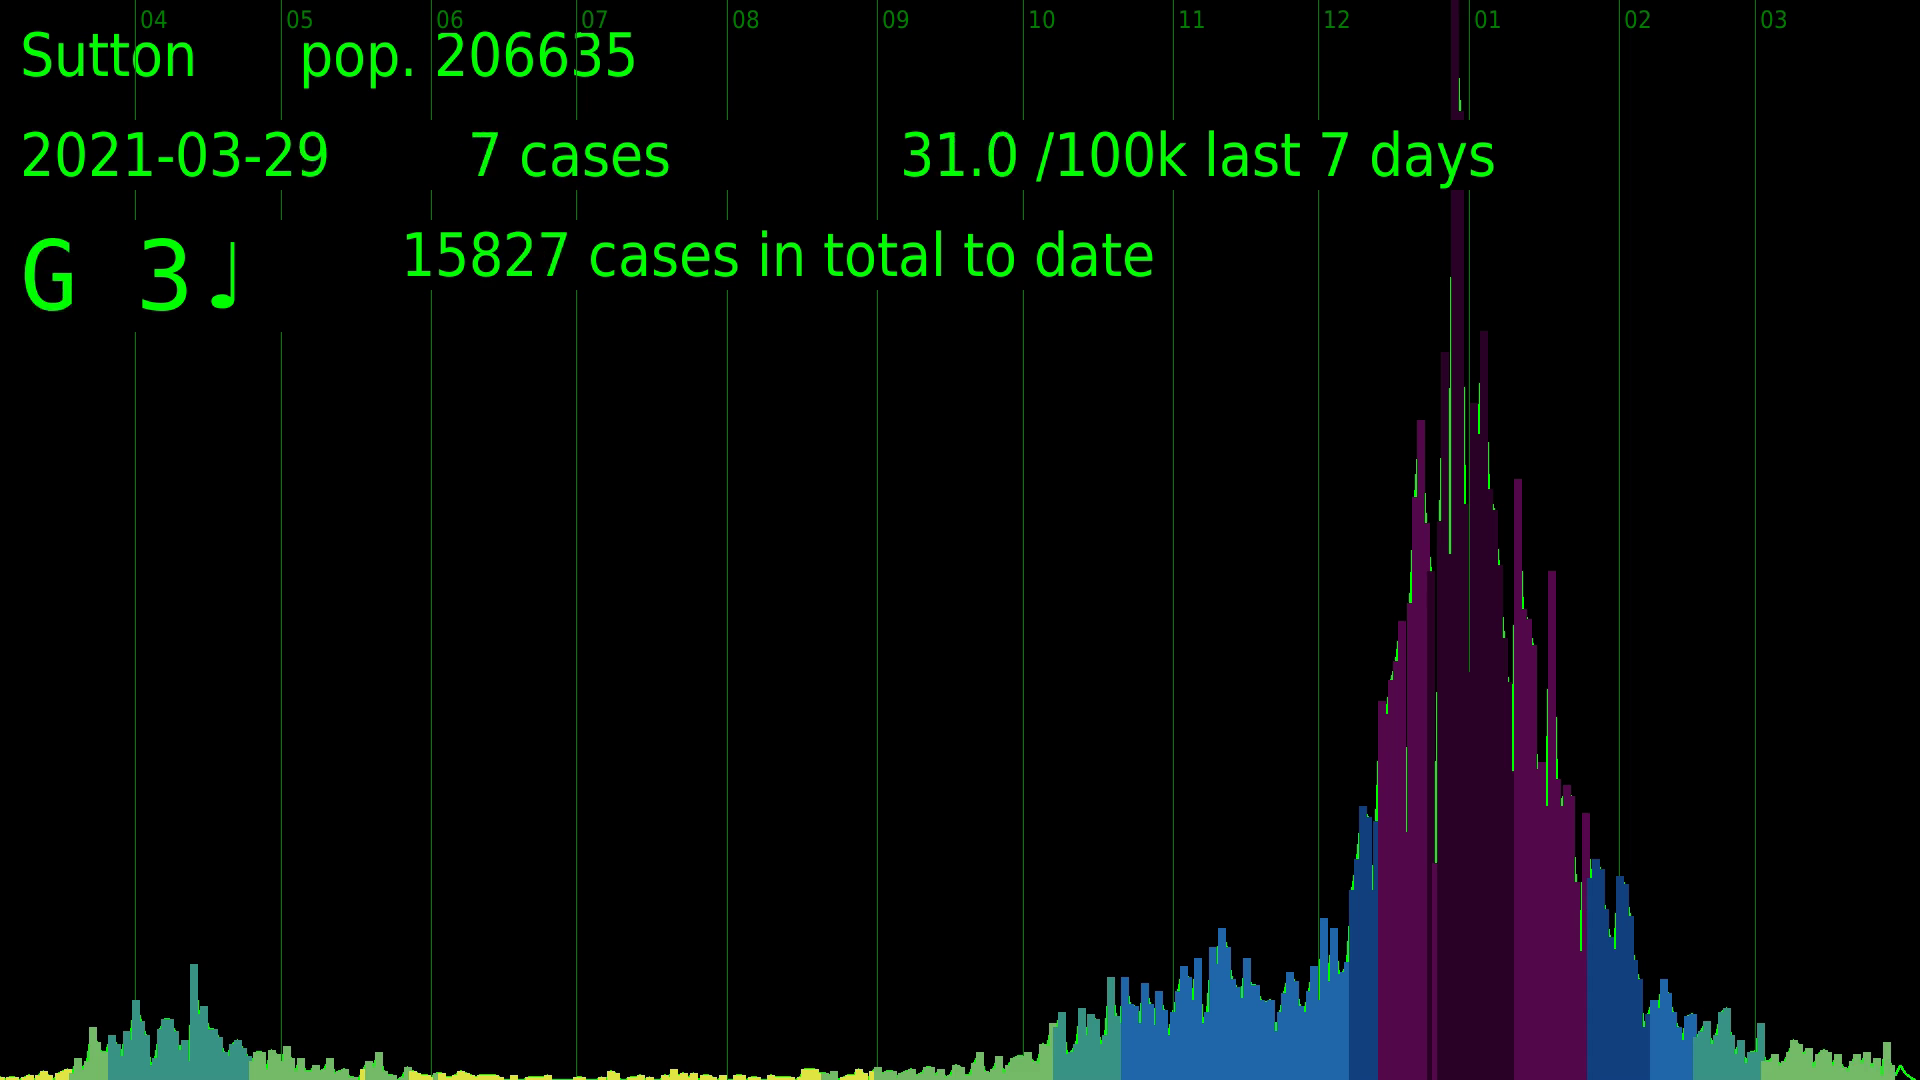 04 05 06 07 08 09 10 11 12 01 02 03
Sutton pop. 206635
2021-03-29 7 cases 31.0 /100k last 7 days
G 3♩ 15827 cases in total to date